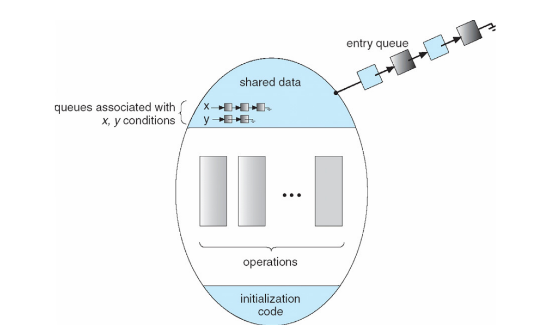 entry queue
shared data
queues associated with
x, y conditions
x
y
...
operations
initialization
code